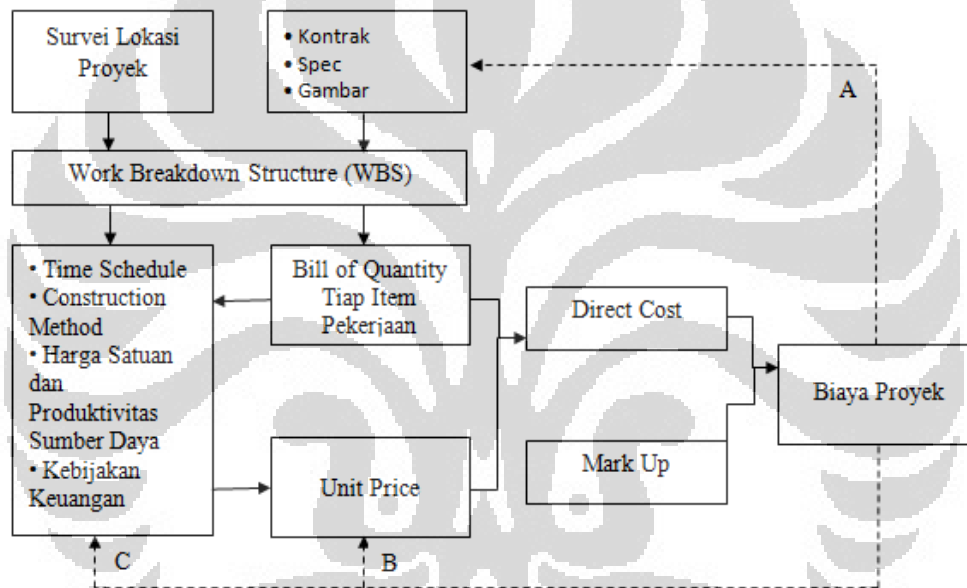 Survei Lokasi
Proyek
• Kontrak
• Spec
• Gambar
A
Work Breakdown Structure (WBS)
• Time Schedule
• Construction
Method
• Harga Satuan
dan
Produktivitas
Sumber Daya
• Kebijakan
Keuangan
Bill of Quantity
Tiap Item
Pekerjaan
Direct Cost
Biaya Proyek
Unit Price
Mark Up
C
B